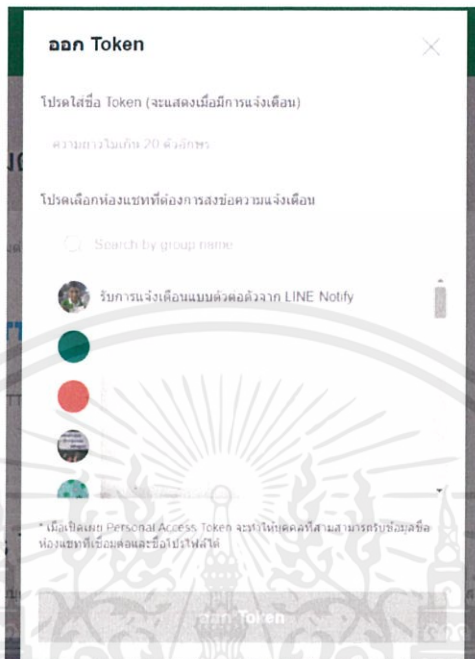 ออก Token
โปรดใส่ชื่อ Token (จะแสดงเมื่อมีการแจ้งเตือน)
ความยาวไม่เกิน 20 ตัวอักษร
โปรดเลือกห้องแชทที่ต้องการส่งข้อความแจ้งเตือน
Search by group name
รับการแจ้งเตือนแบบตัวต่อตัวจาก LINE Notify
* เมื่อเปิดเผย Personal Access Token จะทำให้บุคคลที่สามสามารถรับข้อมูลชื่อ
ห้องแชทที่เชื่อมต่อและชื่อโปรไฟล์ได้
ออก Token